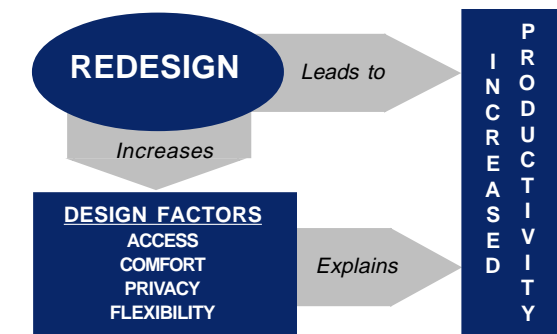 REDESIGN
Leads to
Increases
DESIGN FACTORS
ACCESS
COMFORT
PRIVACY
FLEXIBILITY
Explains
INCREASED
PRODUCTIVITY